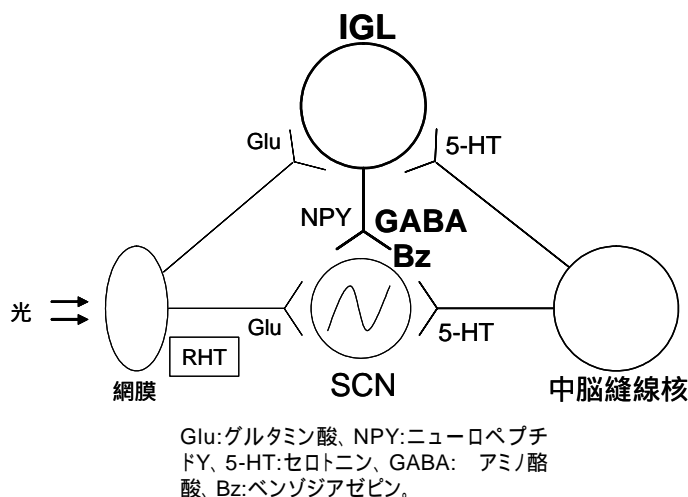 IGL
Glu
5-HT
NPY
GABA
Bz
光
Glu
5-HT
RHT
網膜
SCN
中脳縫線核
Glu:グルタミン酸、NPY:ニューロペプチ
ドY、5-HT:セロトニン、GABA: アミノ酪
酸、Bz:ベンゾジアゼピン。